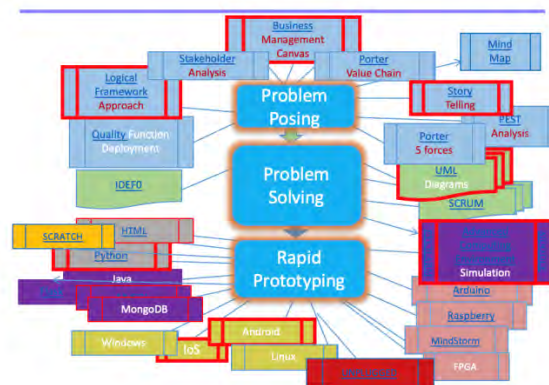 Business
Management
Canvas
Stakeholder
Analysis
Porter
Value Chain
Mind
Map
Logical
Framework
Approach
Problem
Posing
Story
Telling
PEST
Analysis
Quality Function
Deployment
Porter
5 forces
IDEF0
Problem
Solving
UML
Diagrams
SCRUM
HTML
SCRATCH
Python
Simulation
Java
MongoDB
Rapid
Prototyping
Arduino
Raspberry
MindStorm
FPGA
Windows
IoS
Android
Linux